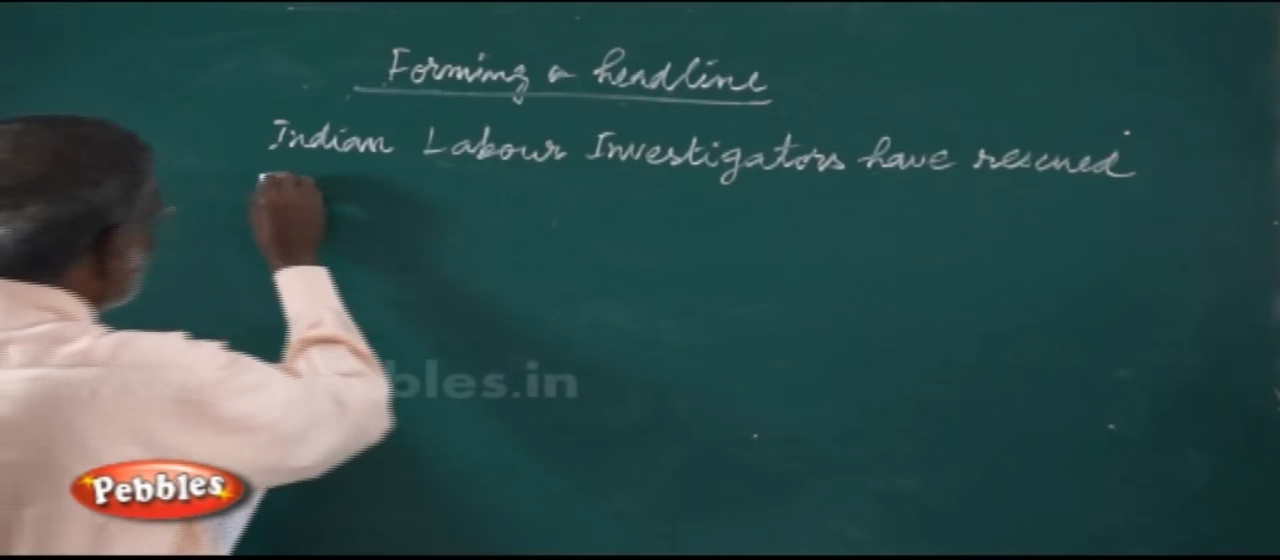 Forming a headline
Indian Labour Investigators have rescued
bles.in
Pebbles